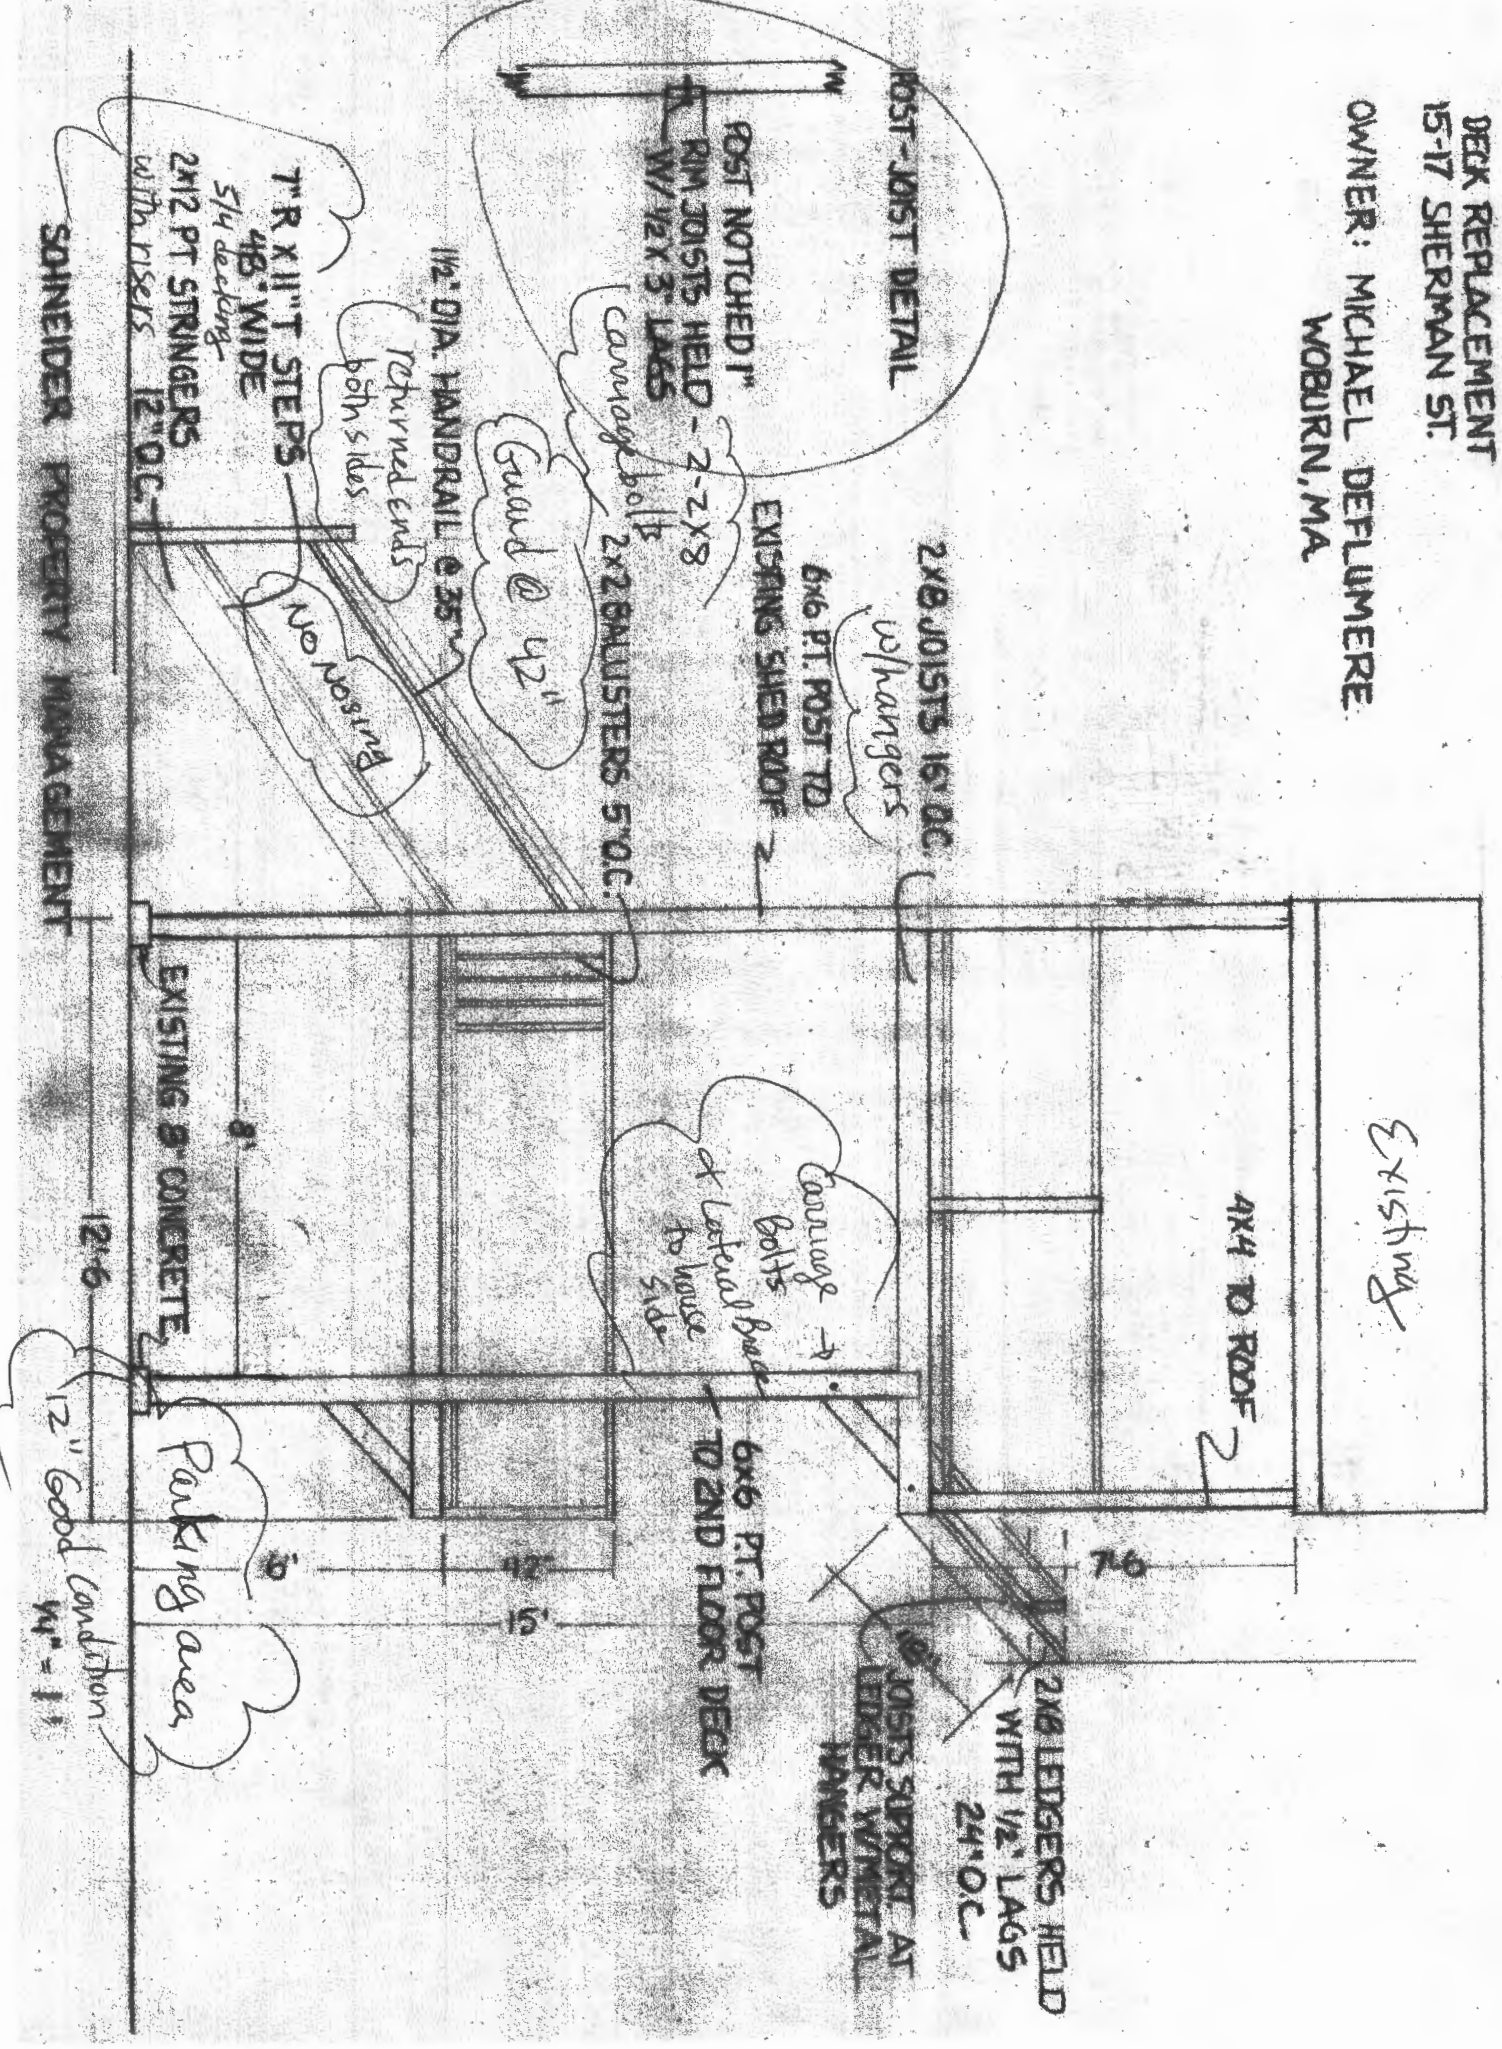 DECK REPLACEMENT
15-17 SHERMAN ST.
OWNER: MICHAEL DEFLUMERE
WOBURN, MA
POST-JOIST DETAIL
POST NOTCHED 1"
RIM JOISTS HELD - 2-2X8
W/ 1/2 X 3" LAGS
carriage bolts
2X8 JOISTS 16" O.C.
w/hangers
6x6 P.T. POST TO
EXISTING SHED ROOF
2x2 BALUSTERS 5"O.C.
Guard @ 42"
1 1/2" DIA. HANDRAIL @ 35"
returned ends
both sides
7"R X 11"T STEPS
48" WIDE
5/4 decking
2X12 PT STRINGERS
with risers 12"O.C.
No Nosing
Existing
4X4 TO ROOF
Carriage
Bolts
& Lateral Brace
to house
side
6x6 P.T. POST
TO 2ND FLOOR DECK
7'-6
2X8 LEDGERS HELD
WITH 1/2" LAGS
24"O.C.
JOISTS SUPPORT AT
LEDGER W/METAL
HANGERS
42"
15'
6'
8'
EXISTING 8" CONCRETE
12'-6
Parking area
12" Good Condition
1/4" = 1'
SCHNEIDER PROPERTY MANAGEMENT